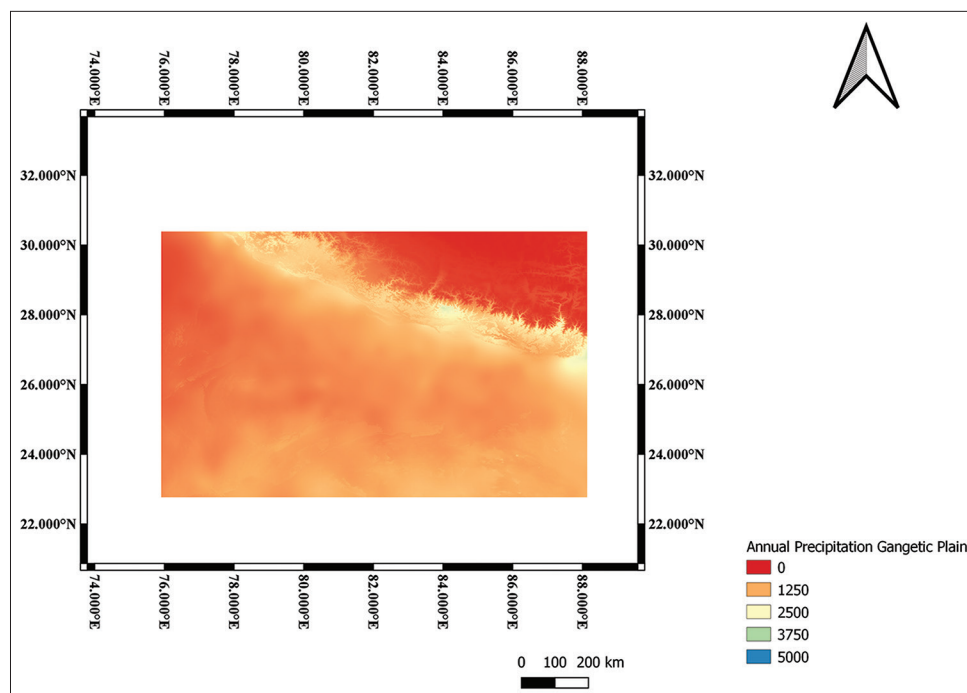 74.000°E 76.000°E 78.000°E 80.000°E 82.000°E 84.000°E 86.000°E 88.000°E
32.000°N 32.000°N
30.000°N 30.000°N
28.000°N 28.000°N
26.000°N 26.000°N
24.000°N 24.000°N
22.000°N 22.000°N
74.000°E 76.000°E 78.000°E 80.000°E 82.000°E 84.000°E 86.000°E 88.000°E
Annual Precipitation Gangetic Plain
0
1250
2500
3750
5000
0 100 200 km